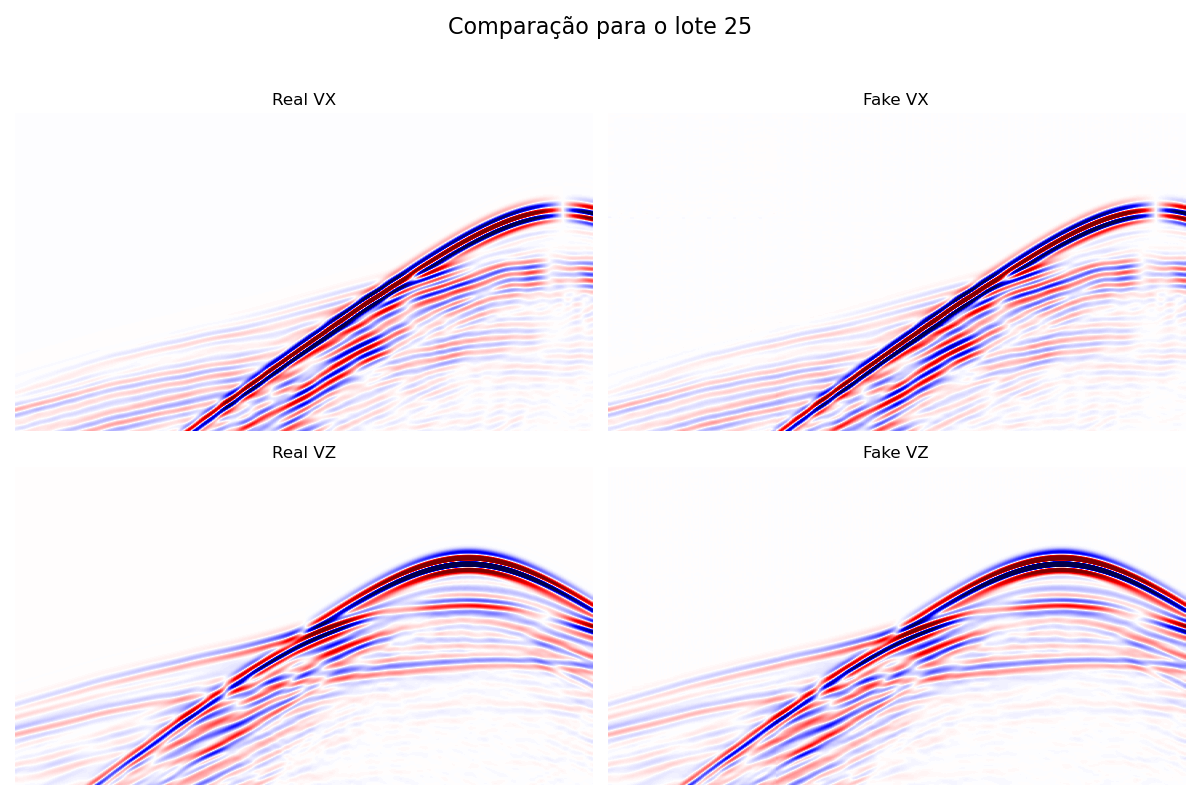 Comparação para o lote 25
Real VX
Fake VX
Real VZ
Fake VZ